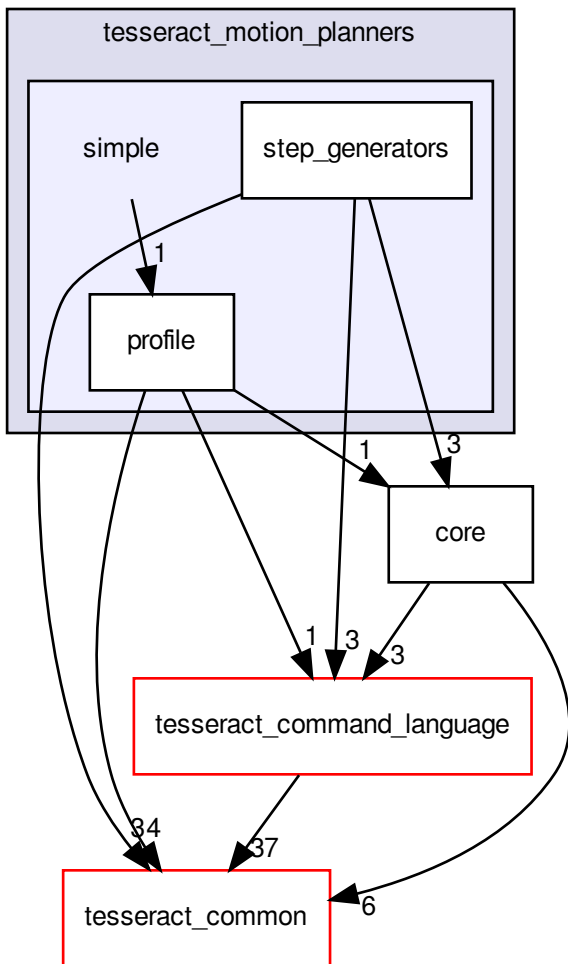 tesseract_motion_planners
simple
step_generators
1
profile
1
3
core
1
3
3
tesseract_command_language
34
37
6
tesseract_common